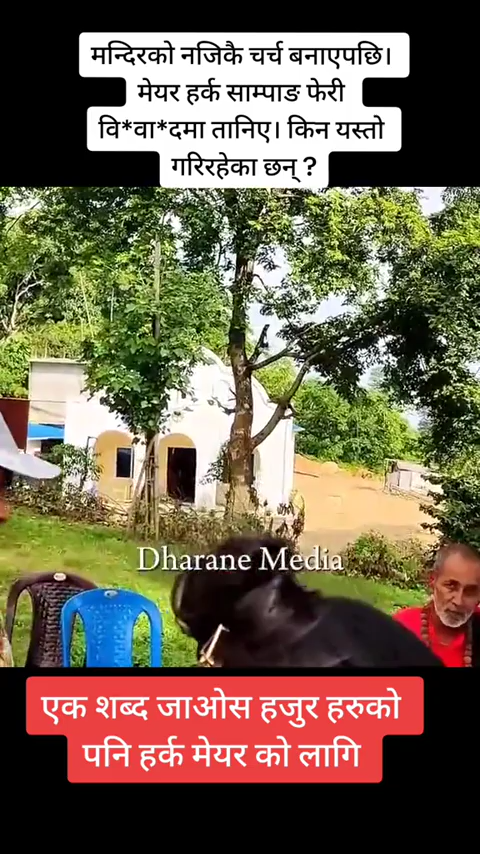 मन्दिरको नजिकै चर्च बनाएपछि।
मेयर हर्क साम्पाङ फेरी
वि*वा*दमा तानिए। किन यस्तो
गरिरहेका छन् ?
Dharane Media
एक शब्द जाओस हजुर हरुको
पनि हर्क मेयर को लागि